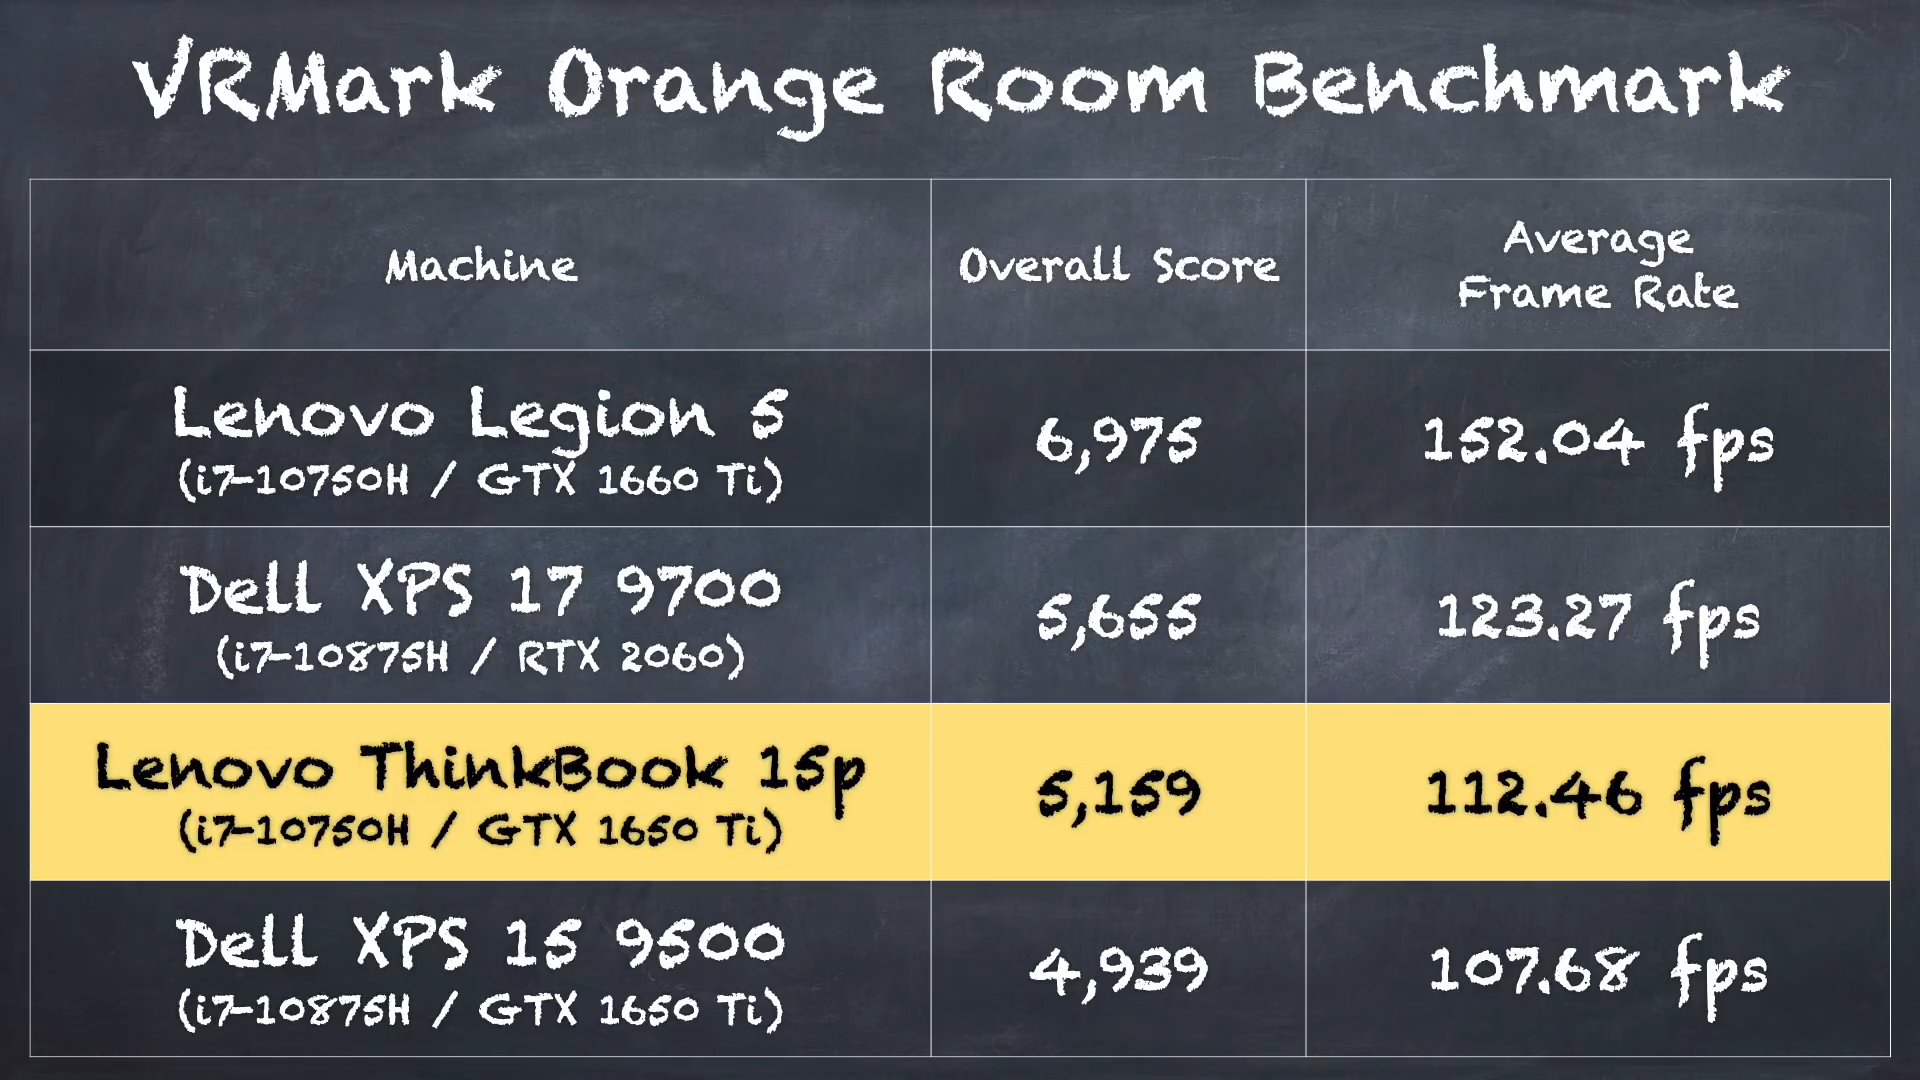 VRMark Orange Room Benchmark
Machine
Overall Score
Average
Frame Rate
Lenovo Legion 5
(i7-10750H / GTX 1660 Ti)
6,975
152.04 fps
Dell XPS 17 9700
(i7-10875H / RTX 2060)
5,655
123.27 fps
Lenovo ThinkBook 15p
(i7-10750H / GTX 1650 Ti)
5,159
112.46 fps
Dell XPS 15 9500
(i7-10875H / GTX 1650 Ti)
4,939
107.68 fps